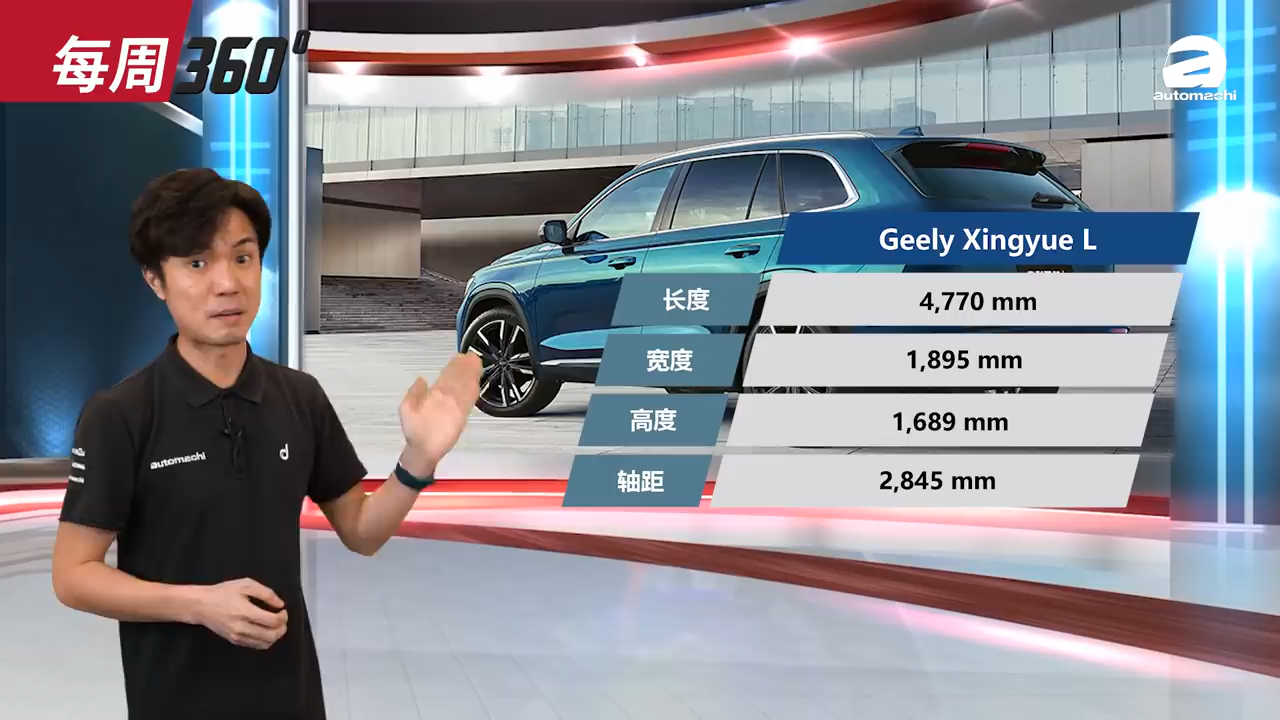 每周360°
automachi
Geely Xingyue L
长度 4,770 mm
宽度 1,895 mm
高度 1,689 mm
轴距 2,845 mm
automachi